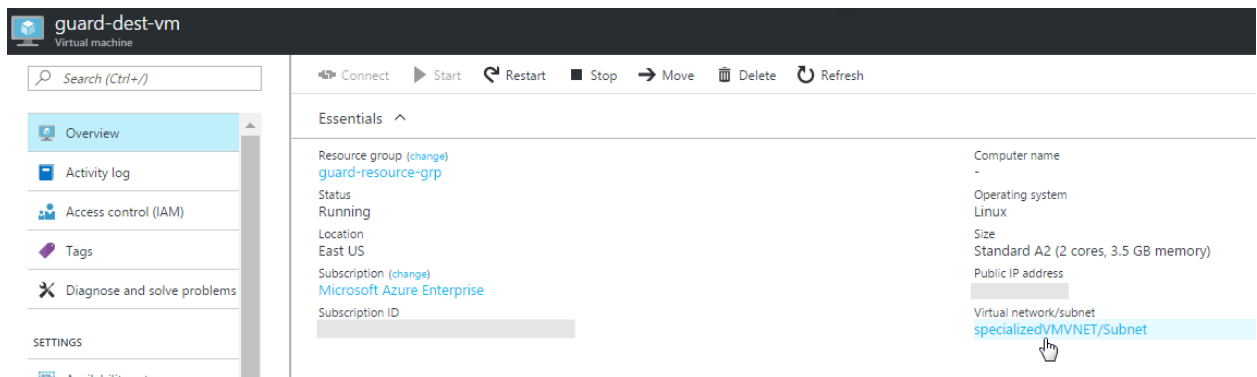 guard-dest-vm
Virtual machine
Search (Ctrl+/)
Overview
Activity log
Access control (IAM)
Tags
Diagnose and solve problems
SETTINGS
Connect Start Restart Stop Move Delete Refresh
Essentials
Resource group (change)
guard-resource-grp
Status
Running
Location
East US
Subscription (change)
Microsoft Azure Enterprise
Subscription ID
Computer name
-
Operating system
Linux
Size
Standard A2 (2 cores, 3.5 GB memory)
Public IP address
Virtual network/subnet
specializedVMVNET/Subnet